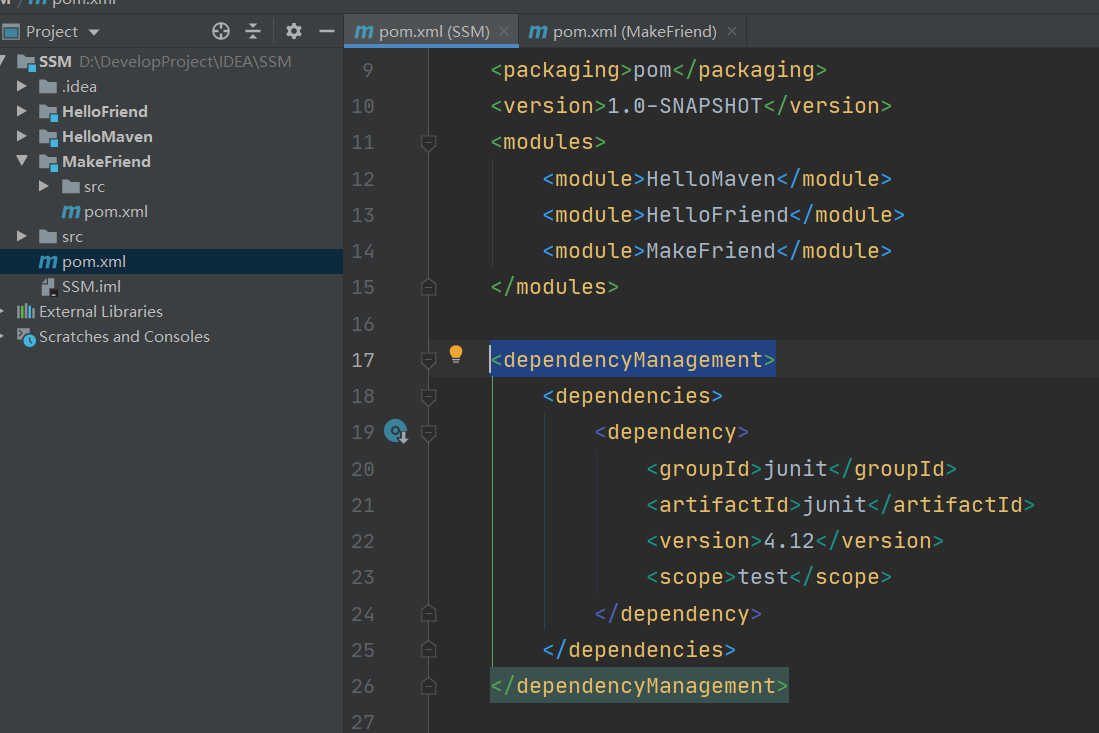 pom.xml
Project
SSM D:\DevelopProject\IDEA\SSM
.idea
HelloFriend
HelloMaven
MakeFriend
src
pom.xml
src
pom.xml
SSM.iml
External Libraries
Scratches and Consoles
pom.xml (SSM)
pom.xml (MakeFriend)
9 <packaging>pom</packaging>
10 <version>1.0-SNAPSHOT</version>
11 <modules>
12 <module>HelloMaven</module>
13 <module>HelloFriend</module>
14 <module>MakeFriend</module>
15 </modules>
16
17 <dependencyManagement>
18 <dependencies>
19 <dependency>
20 <groupId>junit</groupId>
21 <artifactId>junit</artifactId>
22 <version>4.12</version>
23 <scope>test</scope>
24 </dependency>
25 </dependencies>
26 </dependencyManagement>
27